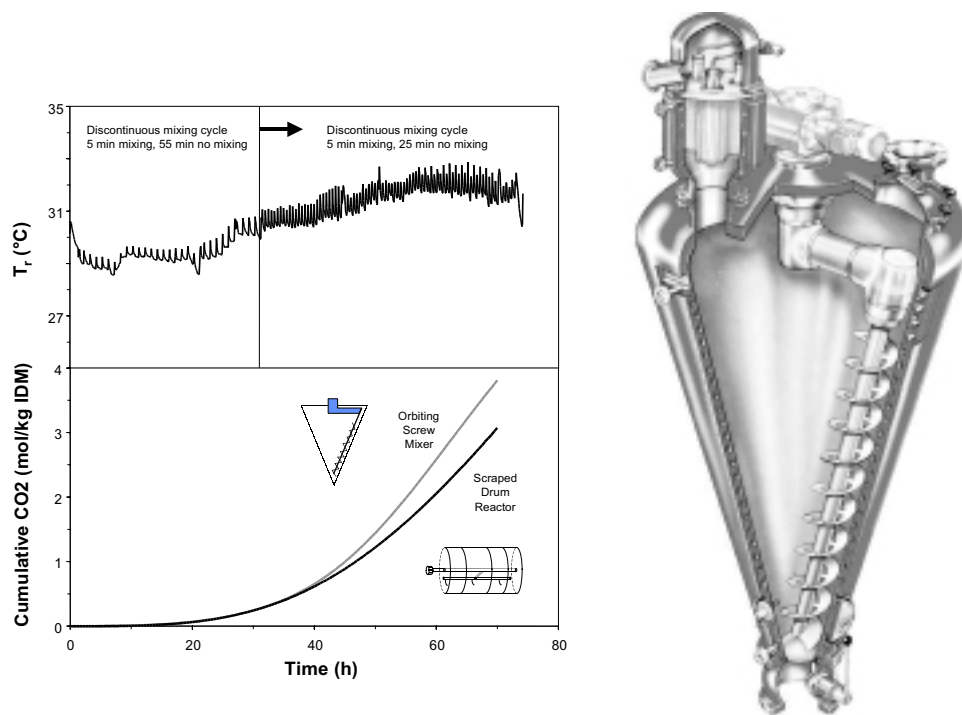 35
Discontinuous mixing cycle
5 min mixing, 55 min no mixing
Discontinuous mixing cycle
5 min mixing, 25 min no mixing
31
Tr (°C)
27
4
Cumulative CO2 (mol/kg IDM)
Orbiting
Screw
Mixer
3
Scraped
Drum
Reactor
2
1
0
0
20
40
60
80
Time (h)